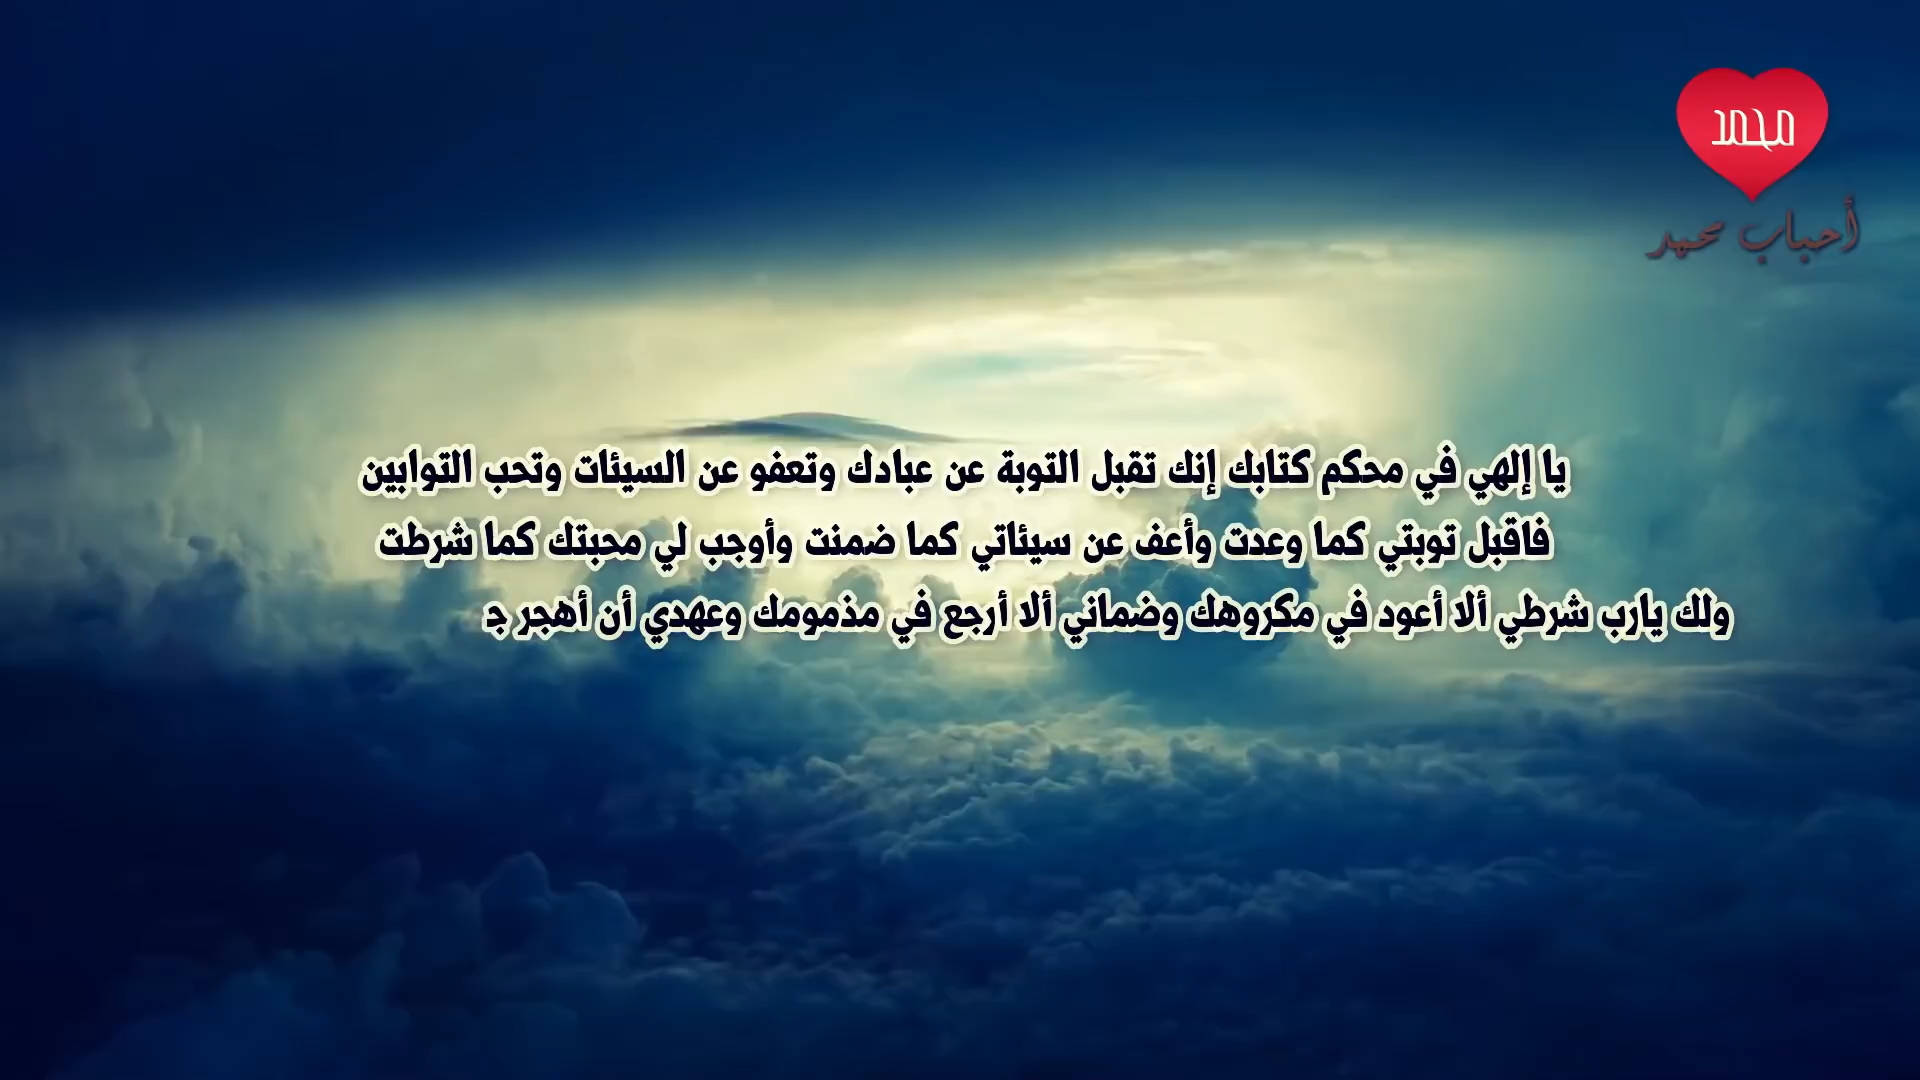 محمد
أحباب محمد
يا إلهي في محكم كتابك إنك تقبل التوبة عن عبادك وتعفو عن السيئات وتحب التوابين
فاقبل توبتي كما وعدت وأعف عن سيئاتي كما ضمنت وأوجب لي محبتك كما شرطت
ولك يارب شرطي ألا أعود في مكروهك وضماني ألا أرجع في مذمومك وعهدي أن أهجر جـ